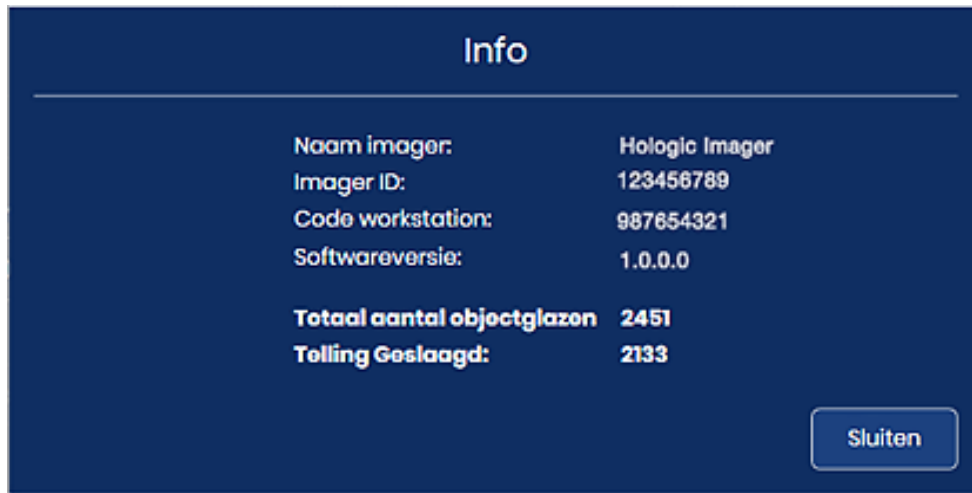 Info
Naam imager: Hologic Imager
Imager ID: 123456789
Code workstation: 987654321
Softwareversie: 1.0.0.0
Totaal aantal objectglazen 2451
Telling Geslaagd: 2133
Sluiten